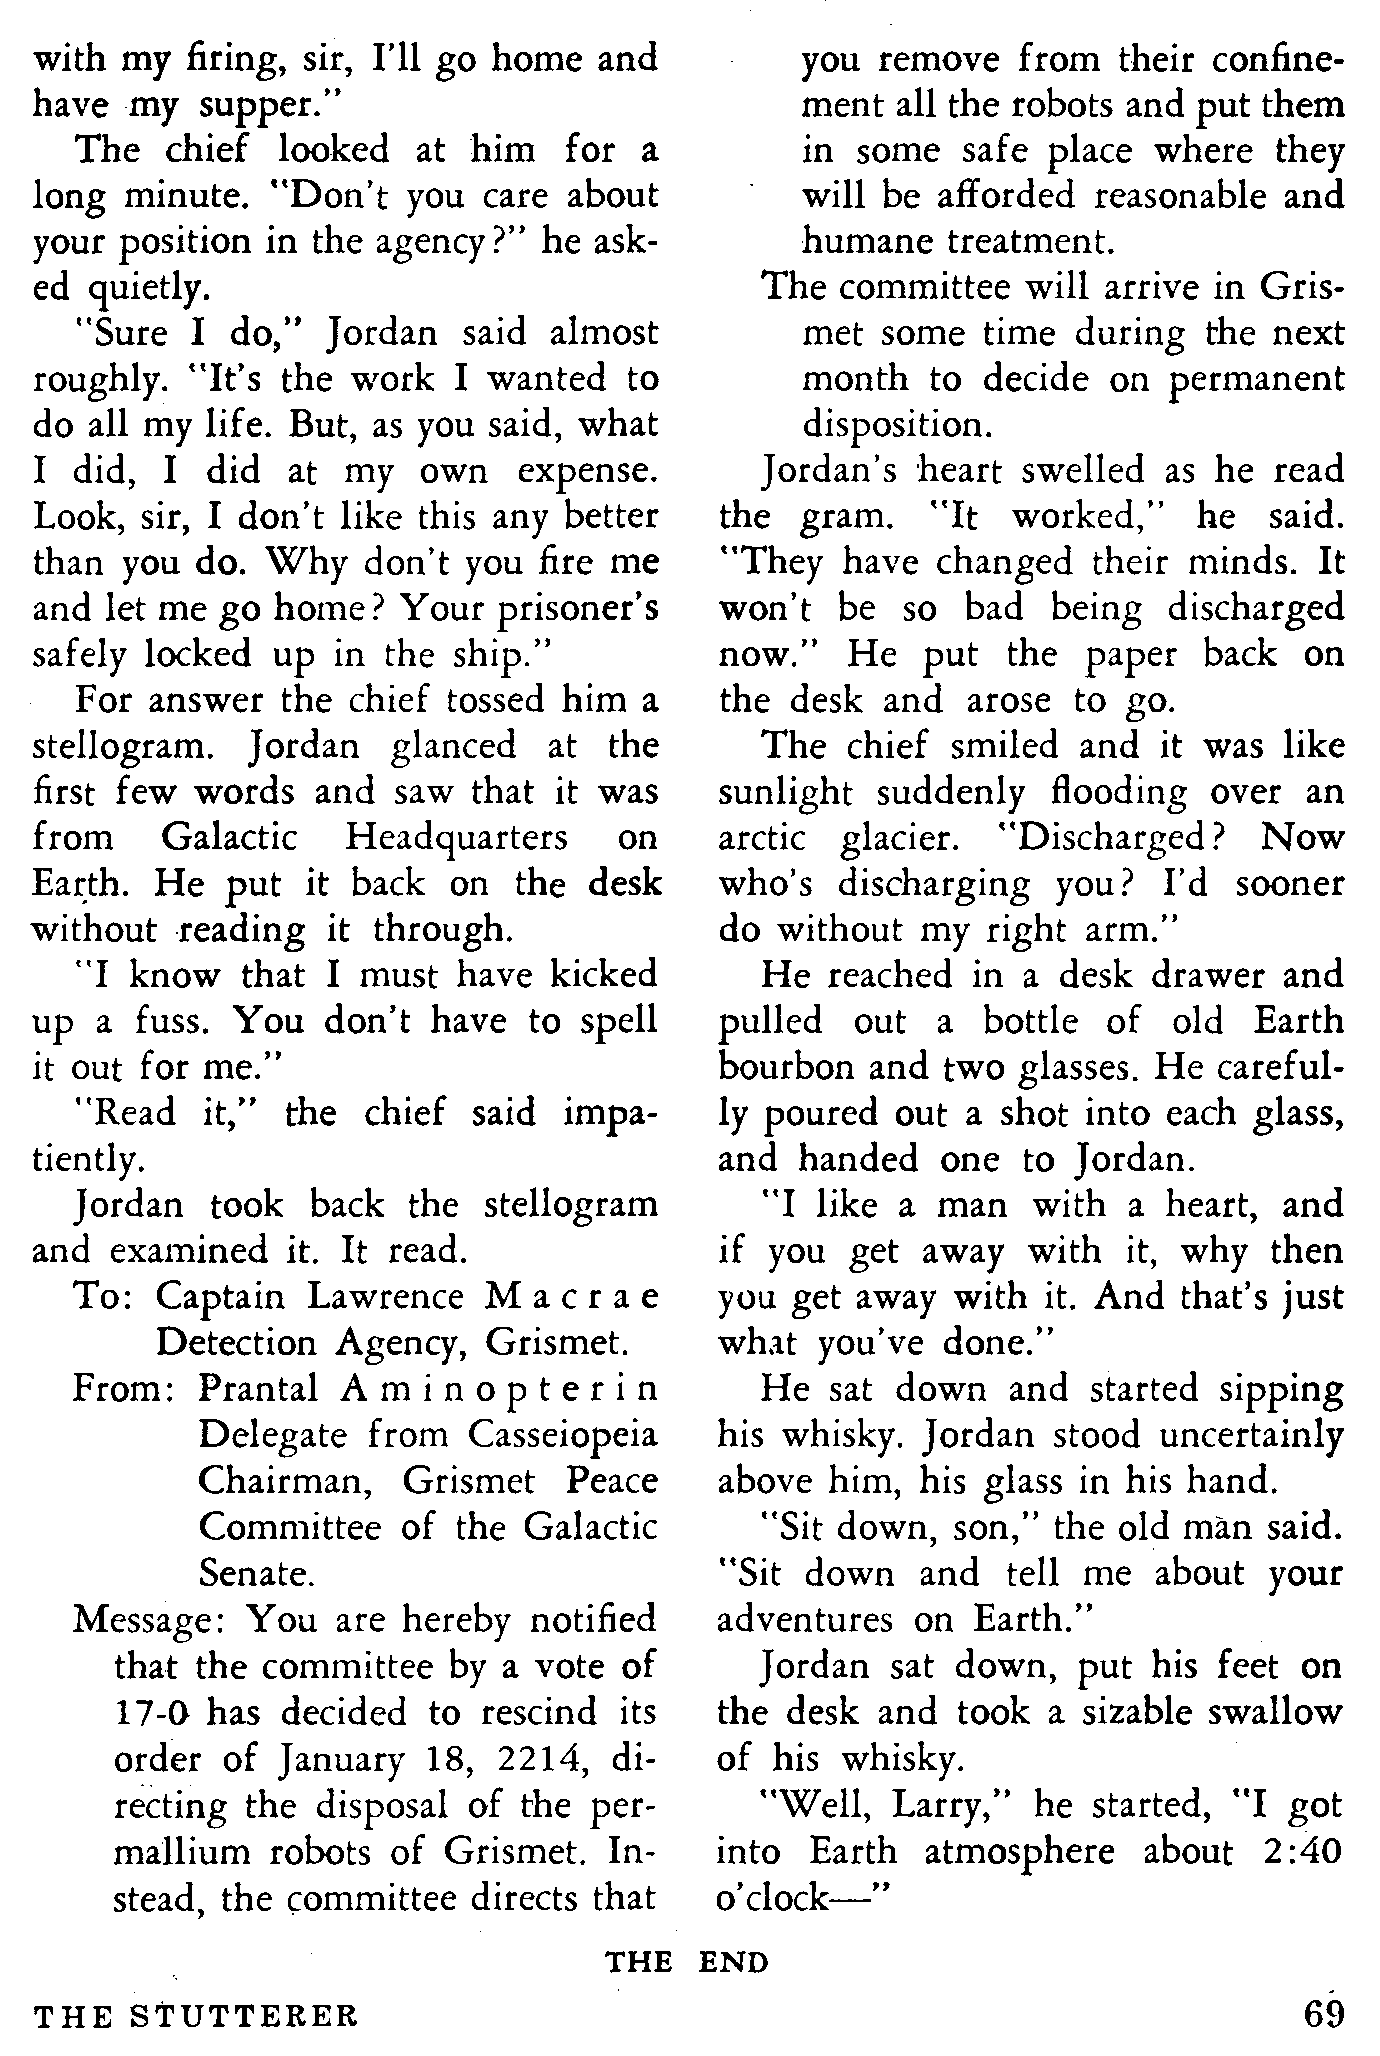 with my firing, sir, I'll go home and
have my supper."
The chief looked at him for a
long minute. "Don't you care about
your position in the agency?" he ask-
ed quietly.
"Sure I do," Jordan said almost
roughly. "It's the work I wanted to
do all my life. But, as you said, what
I did, I did at my own expense.
Look, sir, I don't like this any better
than you do. Why don't you fire me
and let me go home? Your prisoner's
safely locked up in the ship."
For answer the chief tossed him a
stellogram. Jordan glanced at the
first few words and saw that it was
from Galactic Headquarters on
Earth. He put it back on the desk
without reading it through.
"I know that I must have kicked
up a fuss. You don't have to spell
it out for me."
"Read it," the chief said impa-
tiently.
Jordan took back the stellogram
and examined it. It read.
To: Captain Lawrence Macrae
Detection Agency, Grismet.
From: Prantal Aminopterin
Delegate from Casseiopeia
Chairman, Grismet Peace
Committee of the Galactic
Senate.
Message: You are hereby notified
that the committee by a vote of
17-0 has decided to rescind its
order of January 18, 2214, di-
recting the disposal of the per-
mallium robots of Grismet. In-
stead, the committee directs that
you remove from their confine-
ment all the robots and put them
in some safe place where they
will be afforded reasonable and
humane treatment.
The committee will arrive in Gris-
met some time during the next
month to decide on permanent
disposition.
Jordan's heart swelled as he read
the gram. "It worked," he said.
"They have changed their minds. It
won't be so bad being discharged
now." He put the paper back on
the desk and arose to go.
The chief smiled and it was like
sunlight suddenly flooding over an
arctic glacier. "Discharged? Now
who's discharging you? I'd sooner
do without my right arm."
He reached in a desk drawer and
pulled out a bottle of old Earth
bourbon and two glasses. He careful-
ly poured out a shot into each glass,
and handed one to Jordan.
"I like a man with a heart, and
if you get away with it, why then
you get away with it. And that's just
what you've done."
He sat down and started sipping
his whisky. Jordan stood uncertainly
above him, his glass in his hand.
"Sit down, son," the old man said.
"Sit down and tell me about your
adventures on Earth."
Jordan sat down, put his feet on
the desk and took a sizable swallow
of his whisky.
"Well, Larry," he started, "I got
into Earth atmosphere about 2:40
o'clock—"
THE END
THE STUTTERER
69